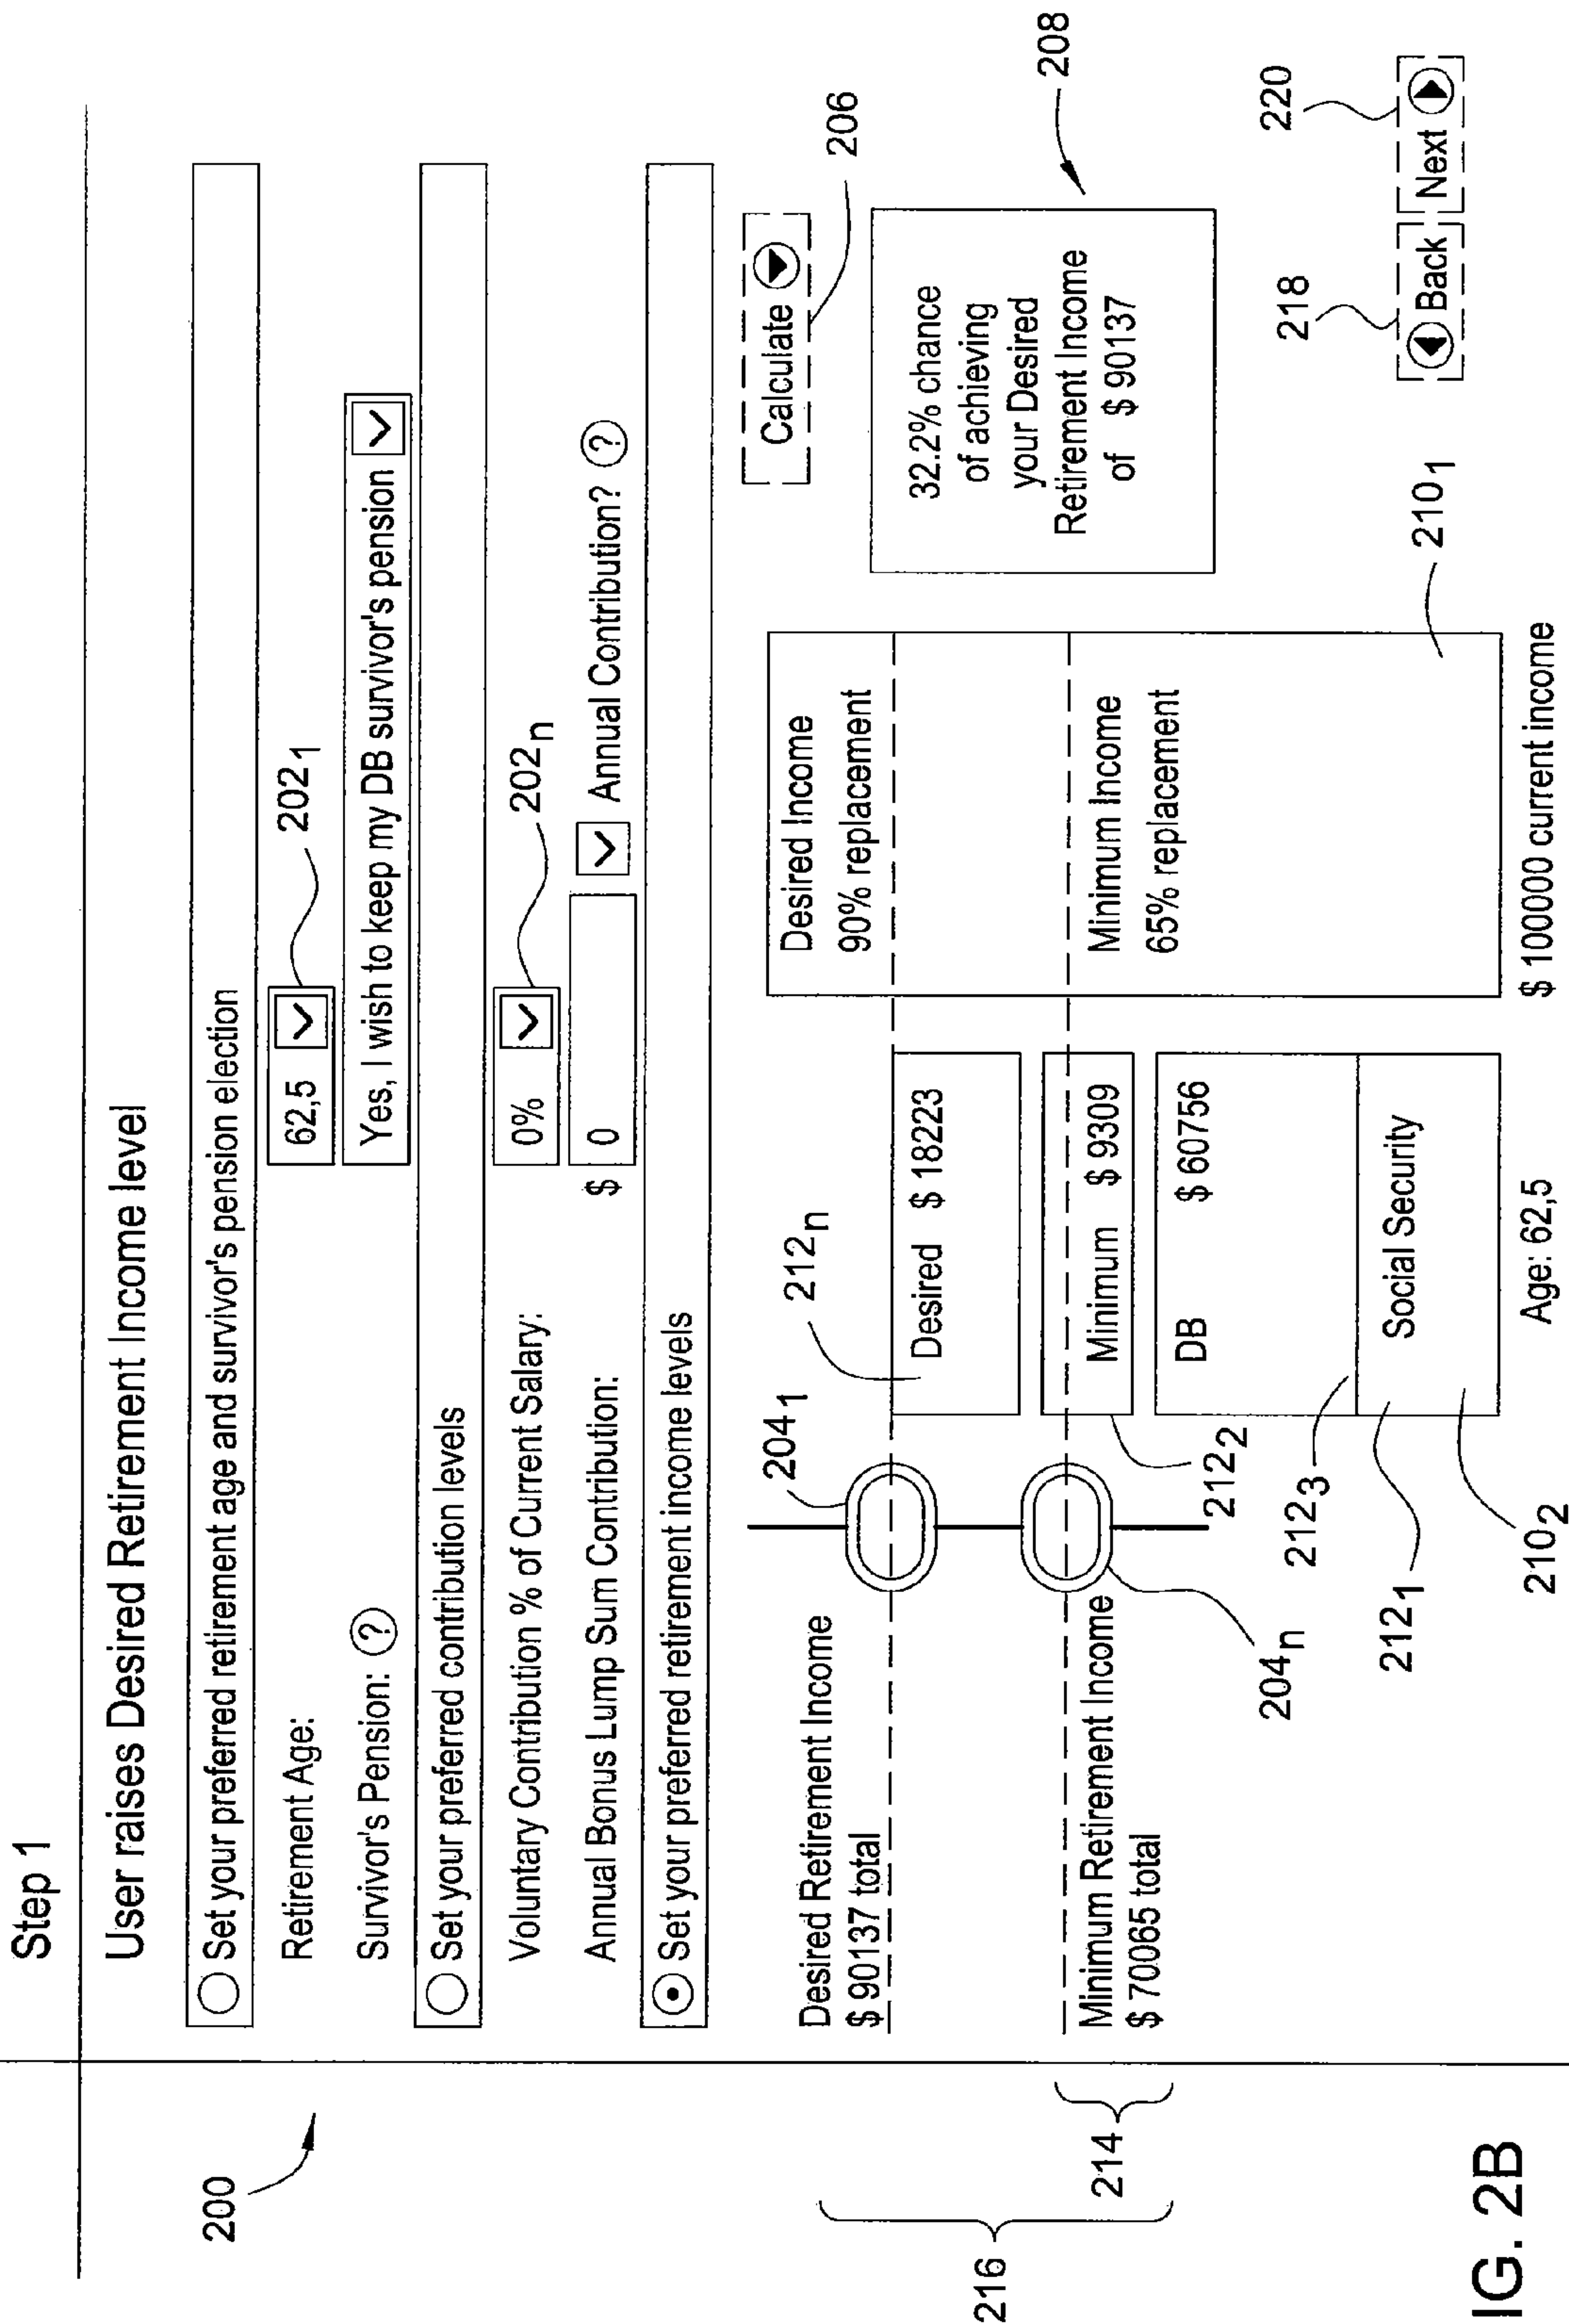 Step 1
User raises Desired Retirement Income level
200
Set your preferred retirement age and survivor's pension election
Retirement Age:
62,5
202₁
Survivor's Pension: ?
Yes, I wish to keep my DB survivor's pension
Set your preferred contribution levels
Voluntary Contribution % of Current Salary:
0%
202ₙ
Annual Bonus Lump Sum Contribution:
$ 0
Annual Contribution? ?
Set your preferred retirement income levels
Calculate
206
Desired Retirement Income
$ 90137 total
204₁
212ₙ
Desired $ 18223
Desired Income
90% replacement
32.2% chance
of achieving
your Desired
Retirement Income
of $ 90137
208
216
214
Minimum Retirement Income
$ 70065 total
204ₙ
Minimum $ 9309
212₂
Minimum Income
65% replacement
DB $ 60756
212₃
Social Security
212₁
210₂
210₁
Age: 62,5
$ 100000 current income
218
220
Back
Next
IG. 2B